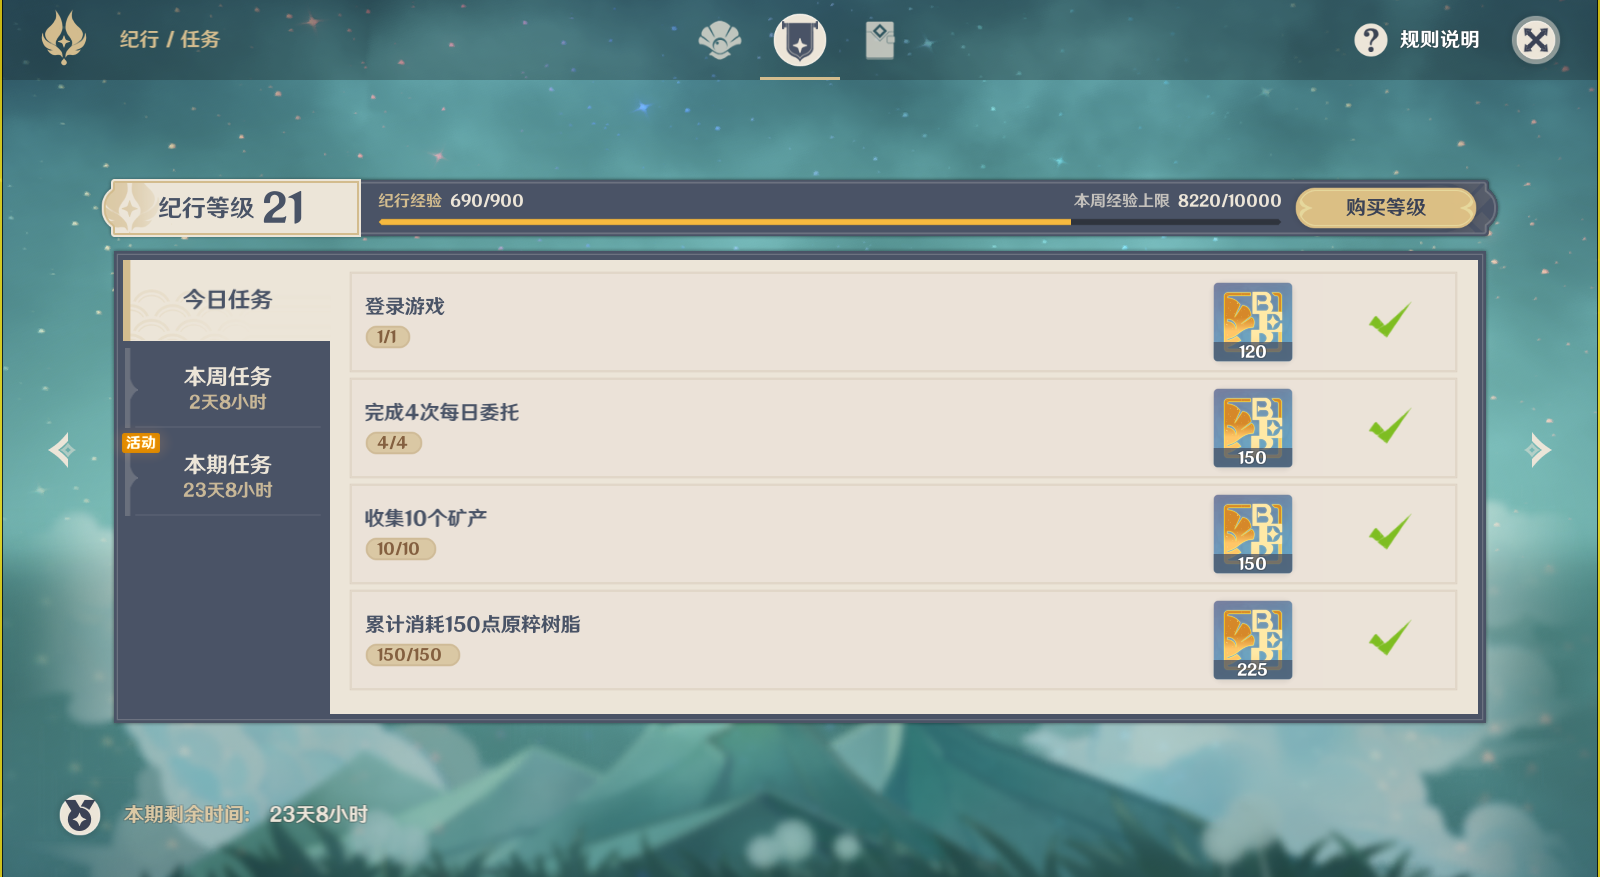 纪行 / 任务
规则说明
纪行等级 21
纪行经验 690/900
本周经验上限 8220/10000
购买等级
今日任务
本周任务
2天8小时
活动
本期任务
23天8小时
登录游戏
1/1
120
完成4次每日委托
4/4
150
收集10个矿产
10/10
150
累计消耗150点原粹树脂
150/150
225
本期剩余时间： 23天8小时